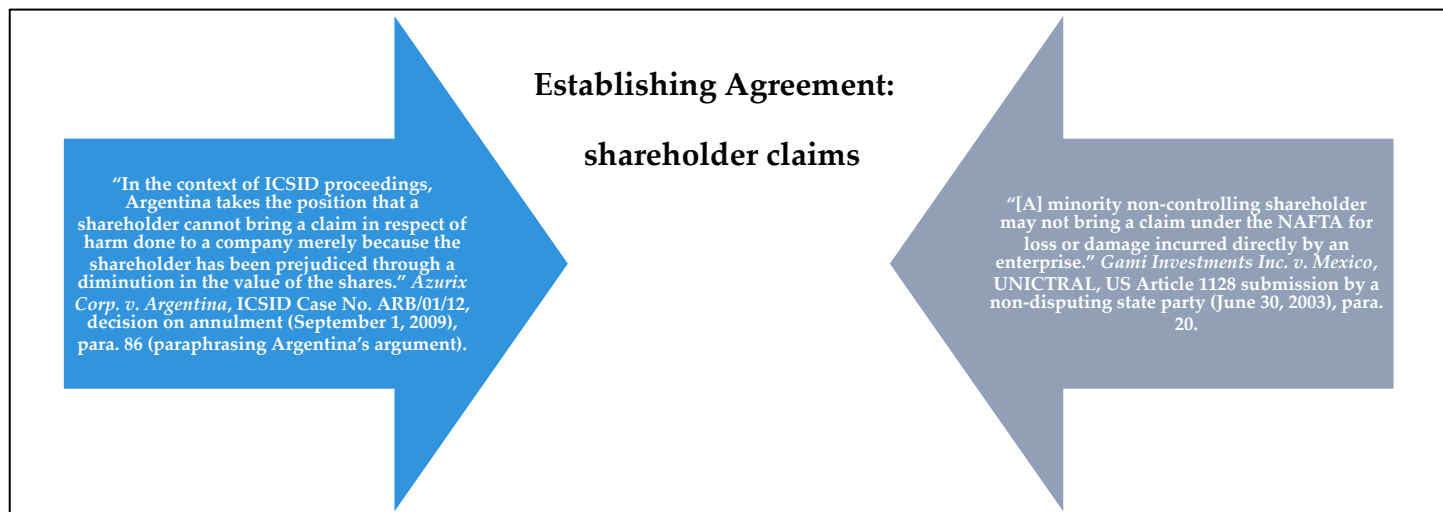 Establishing Agreement:
shareholder claims
“In the context of ICSID proceedings,
Argentina takes the position that a
shareholder cannot bring a claim in respect of
harm done to a company merely because the
shareholder has been prejudiced through a
diminution in the value of the shares.” Azurix
Corp. v. Argentina, ICSID Case No. ARB/01/12,
decision on annulment (September 1, 2009),
para. 86 (paraphrasing Argentina’s argument).
“[A] minority non-controlling shareholder
may not bring a claim under the NAFTA for
loss or damage incurred directly by an
enterprise.” Gami Investments Inc. v. Mexico,
UNICTRAL, US Article 1128 submission by a
non-disputing state party (June 30, 2003), para.
20.